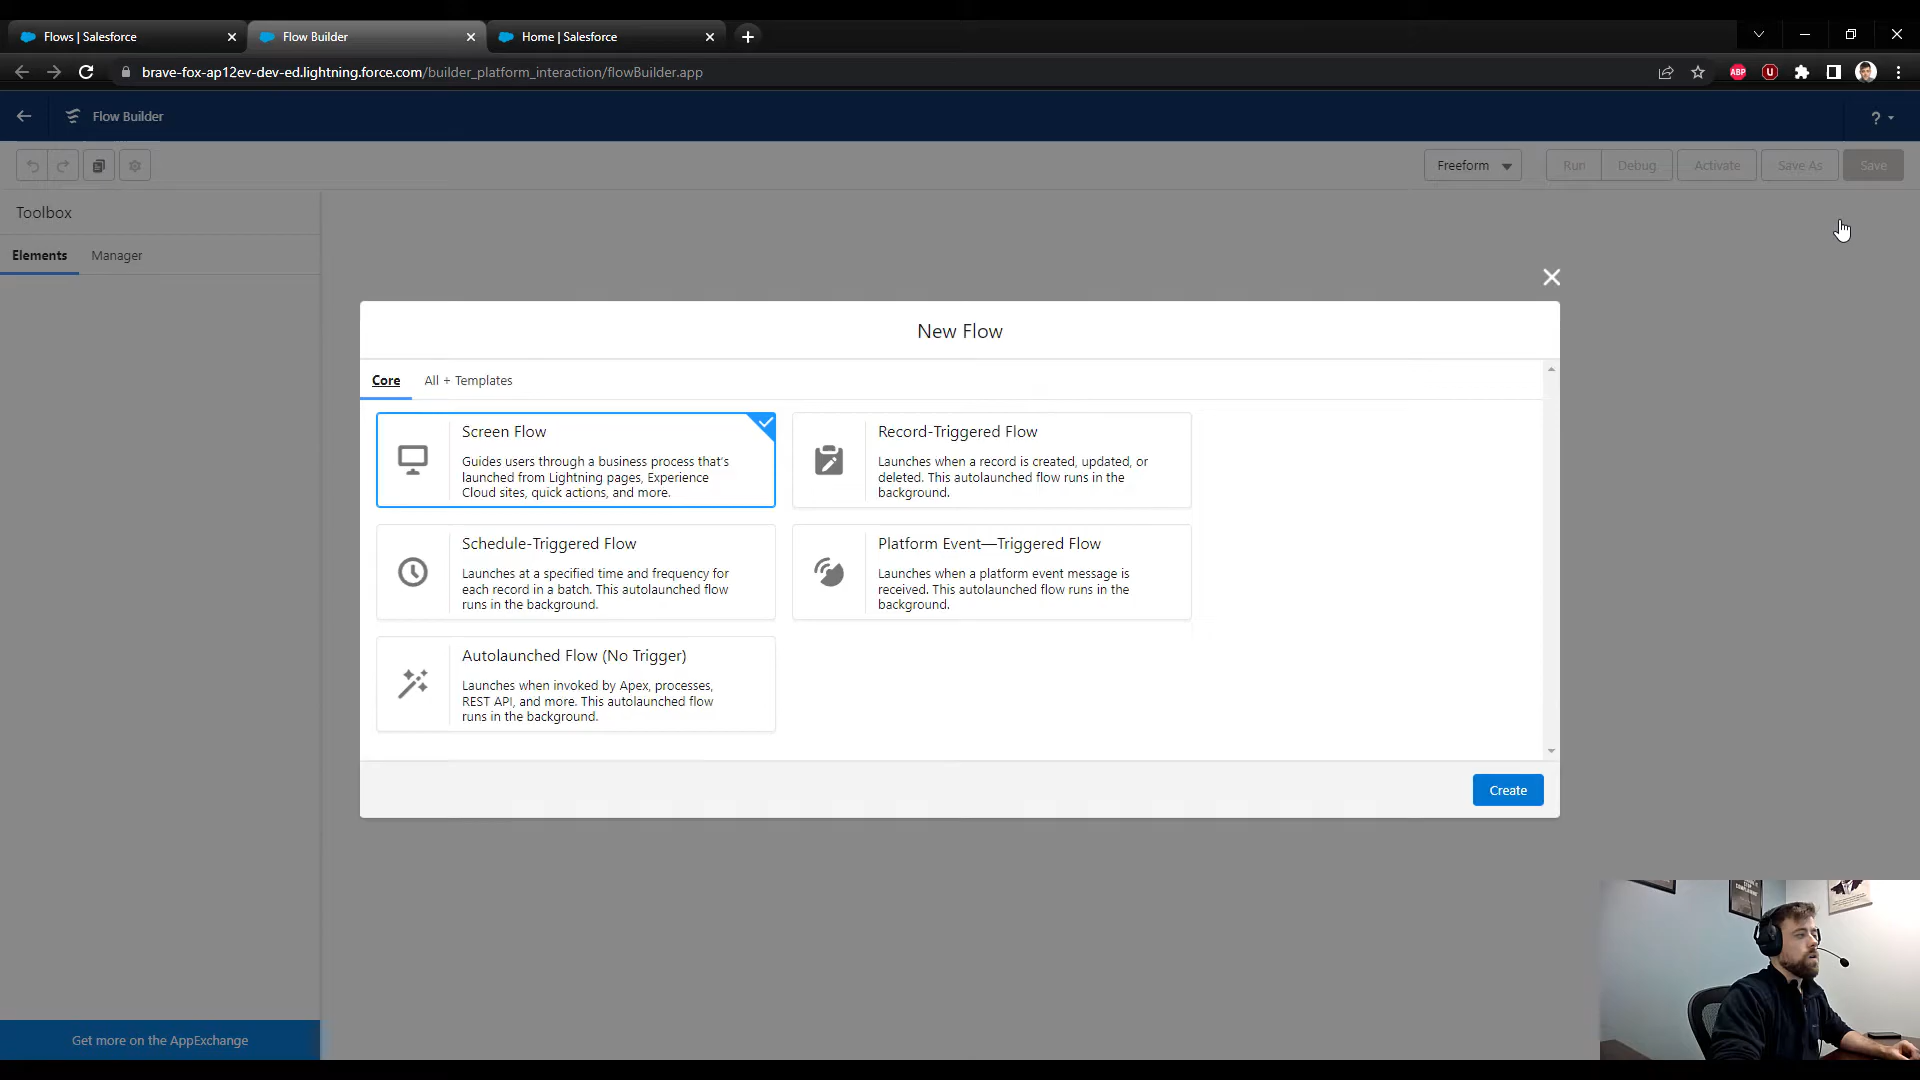 Flows | Salesforce
Flow Builder
Home | Salesforce
brave-fox-ap12ev-dev-ed.lightning.force.com/builder_platform_interaction/flowBuilder.app
ABP
Flow Builder
?
Freeform
Run
Debug
Activate
Save As
Save
Toolbox
Elements
Manager
New Flow
Core
All + Templates
Screen Flow
Guides users through a business process that's
launched from Lightning pages, Experience
Cloud sites, quick actions, and more.
Record-Triggered Flow
Launches when a record is created, updated, or
deleted. This autolaunched flow runs in the
background.
Schedule-Triggered Flow
Launches at a specified time and frequency for
each record in a batch. This autolaunched flow
runs in the background.
Platform Event—Triggered Flow
Launches when a platform event message is
received. This autolaunched flow runs in the
background.
Autolaunched Flow (No Trigger)
Launches when invoked by Apex, processes,
REST API, and more. This autolaunched flow
runs in the background.
Create
Get more on the AppExchange